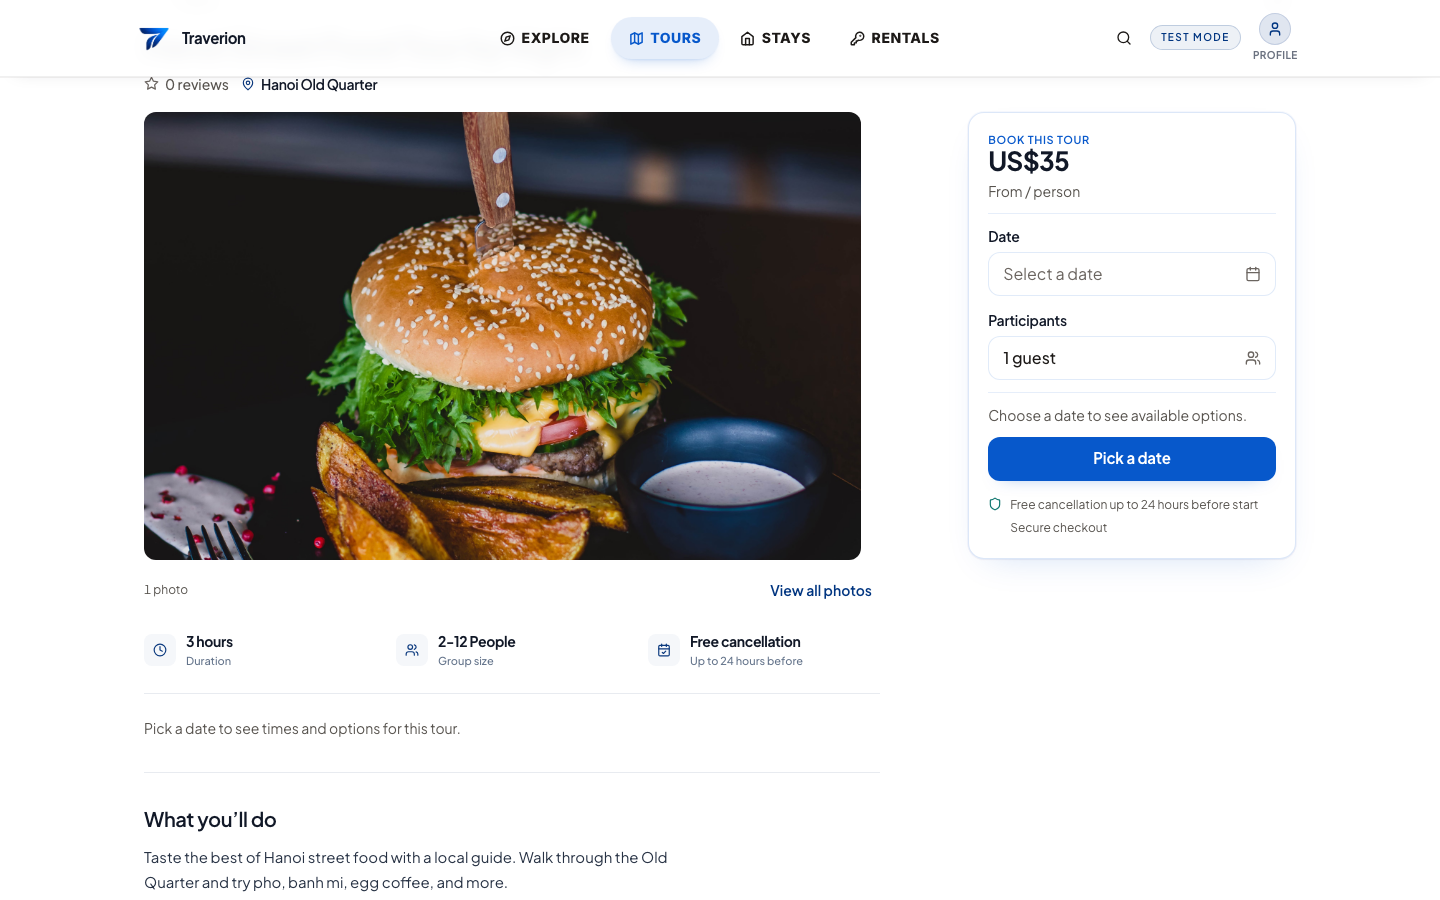 Traverion
EXPLORE
TOURS
STAYS
RENTALS
TEST MODE
PROFILE
0 reviews
Hanoi Old Quarter
BOOK THIS TOUR
US$35
From / person
Date
Select a date
Participants
1 guest
Choose a date to see available options.
Pick a date
Free cancellation up to 24 hours before start
Secure checkout
1 photo
View all photos
3 hours
Duration
2–12 People
Group size
Free cancellation
Up to 24 hours before
Pick a date to see times and options for this tour.
What you’ll do
Taste the best of Hanoi street food with a local guide. Walk through the Old
Quarter and try pho, banh mi, egg coffee, and more.